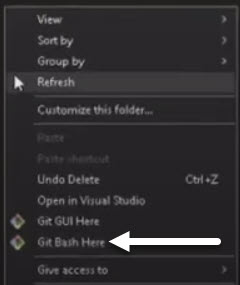 View
Sort by
Group by
Refresh
Customize this folder...
Paste
Paste shortcut
Undo Delete Ctrl+Z
Open in Visual Studio
Git GUI Here
Git Bash Here
Give access to